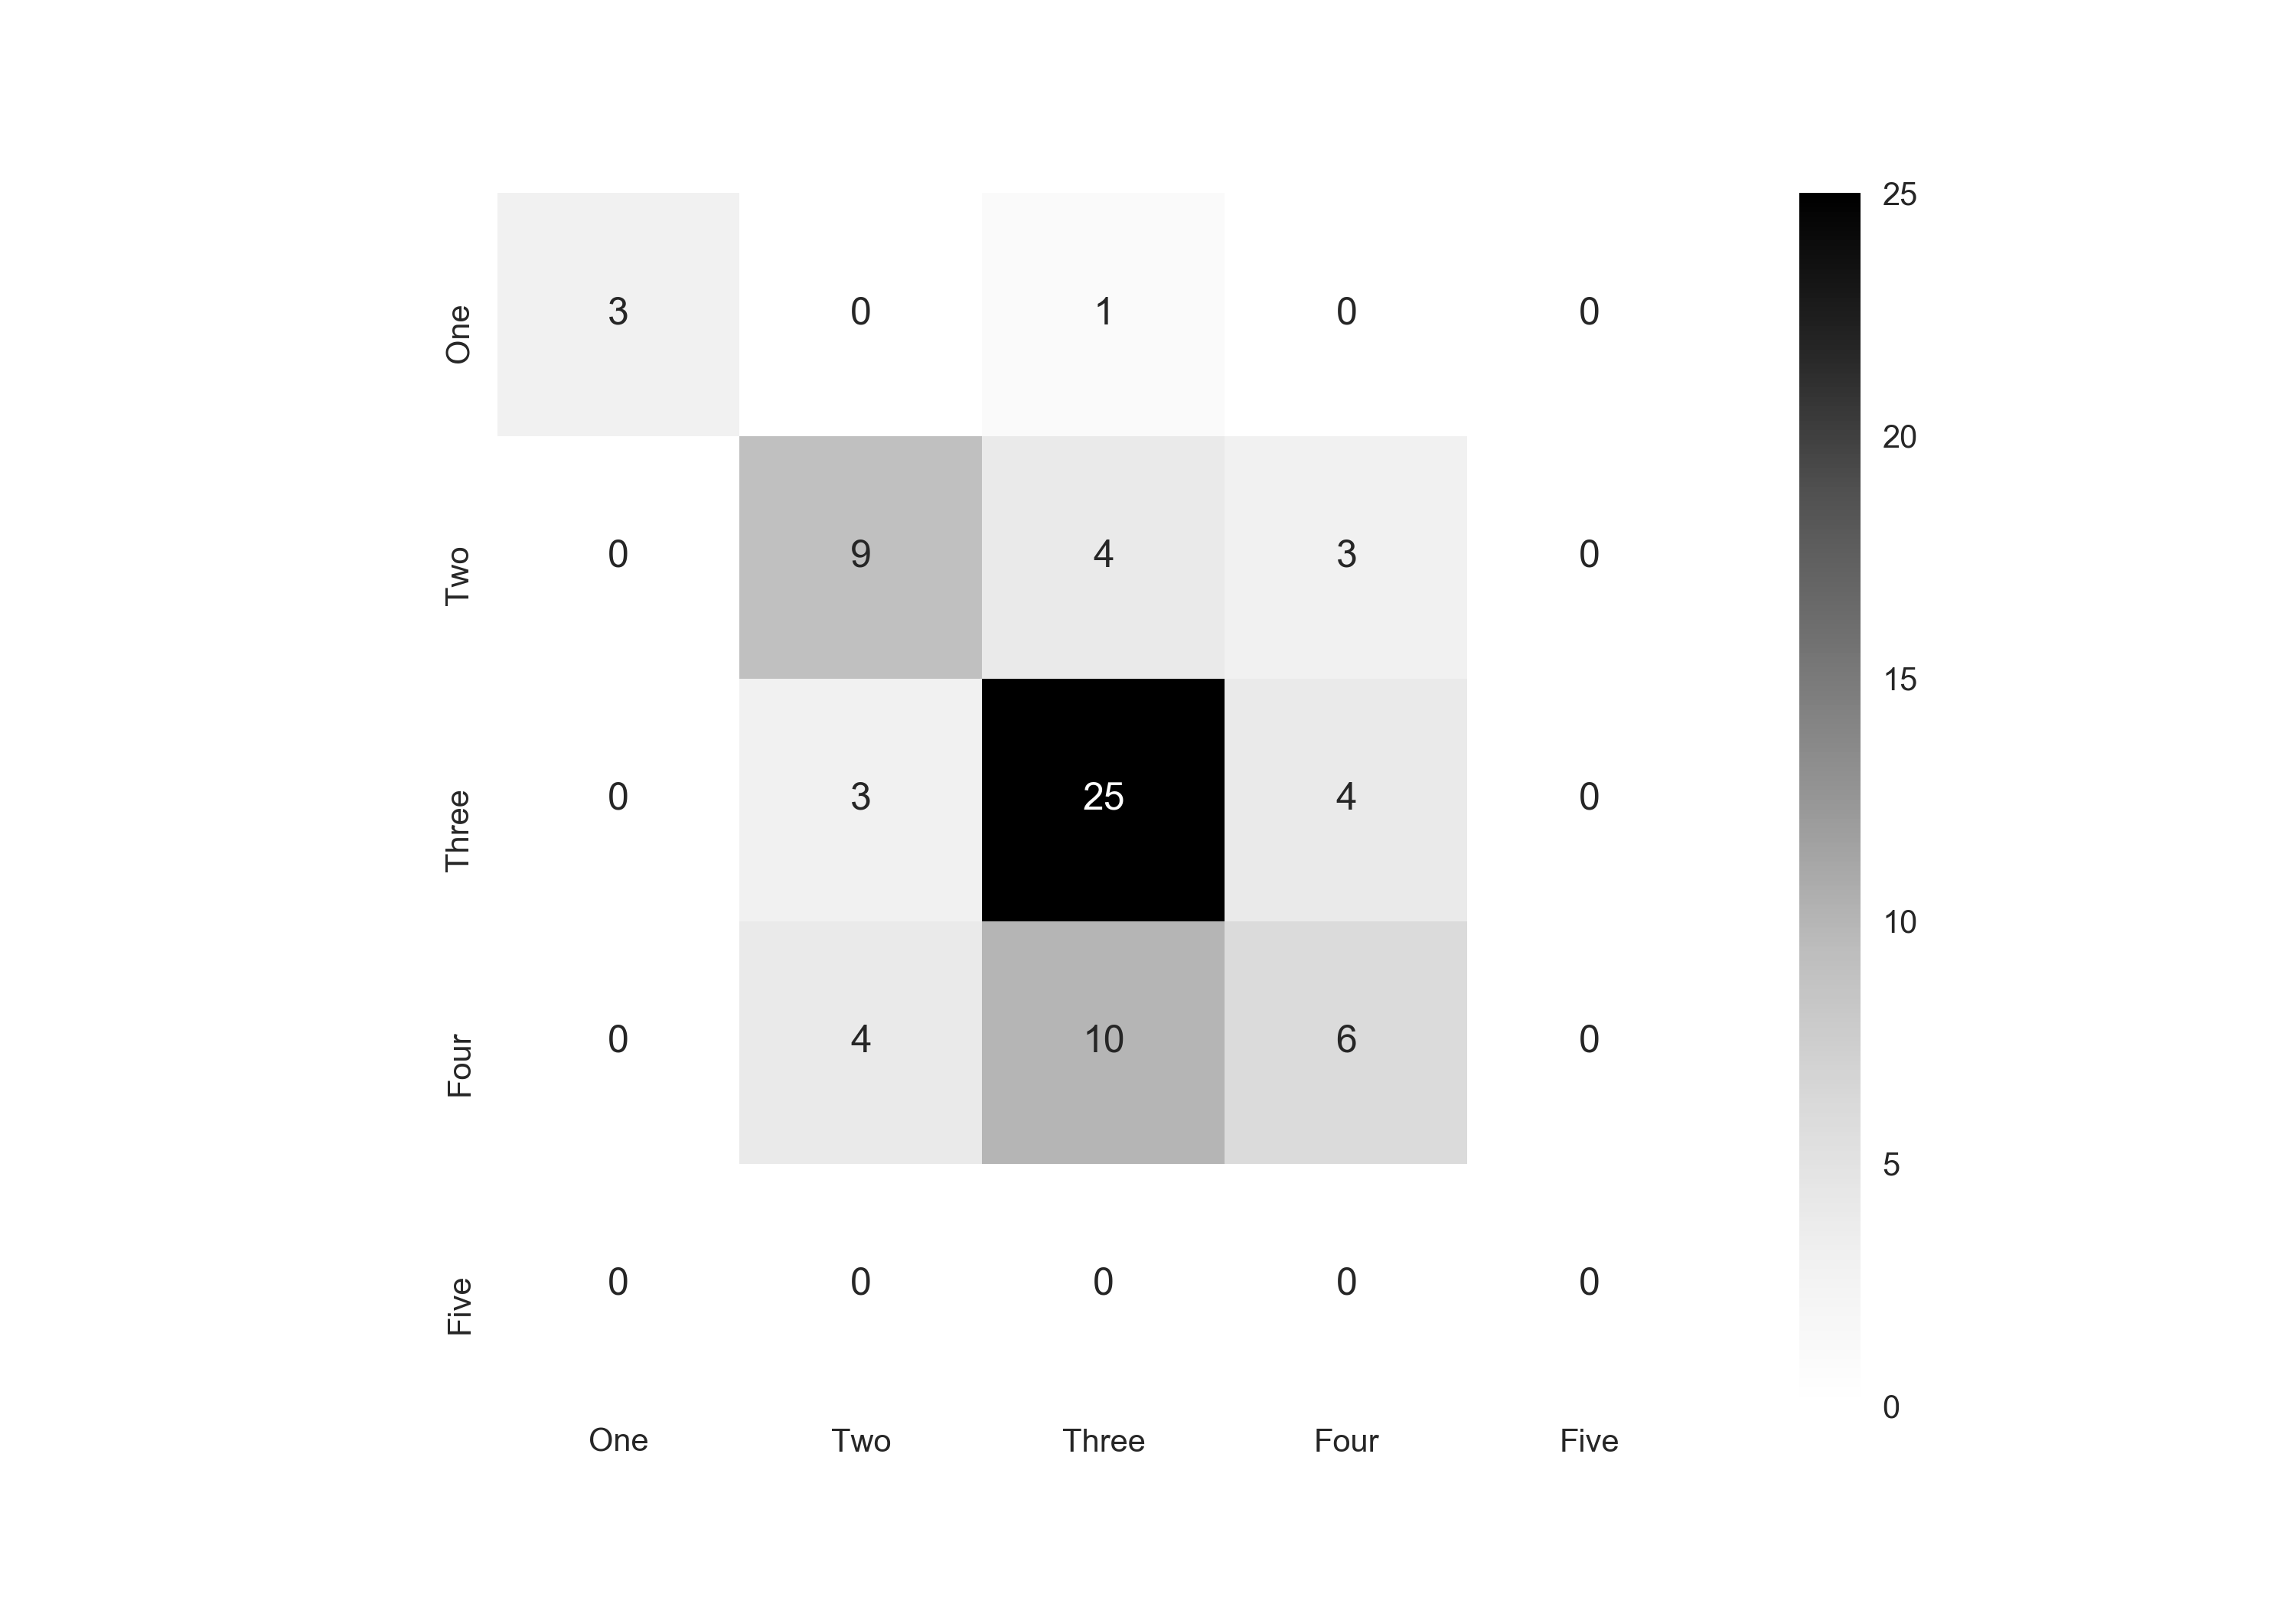 25
One 3 0 1 0 0
20
Two 0 9 4 3 0
15
Three 0 3 25 4 0
10
Four 0 4 10 6 0
5
Five 0 0 0 0 0
0
One Two Three Four Five